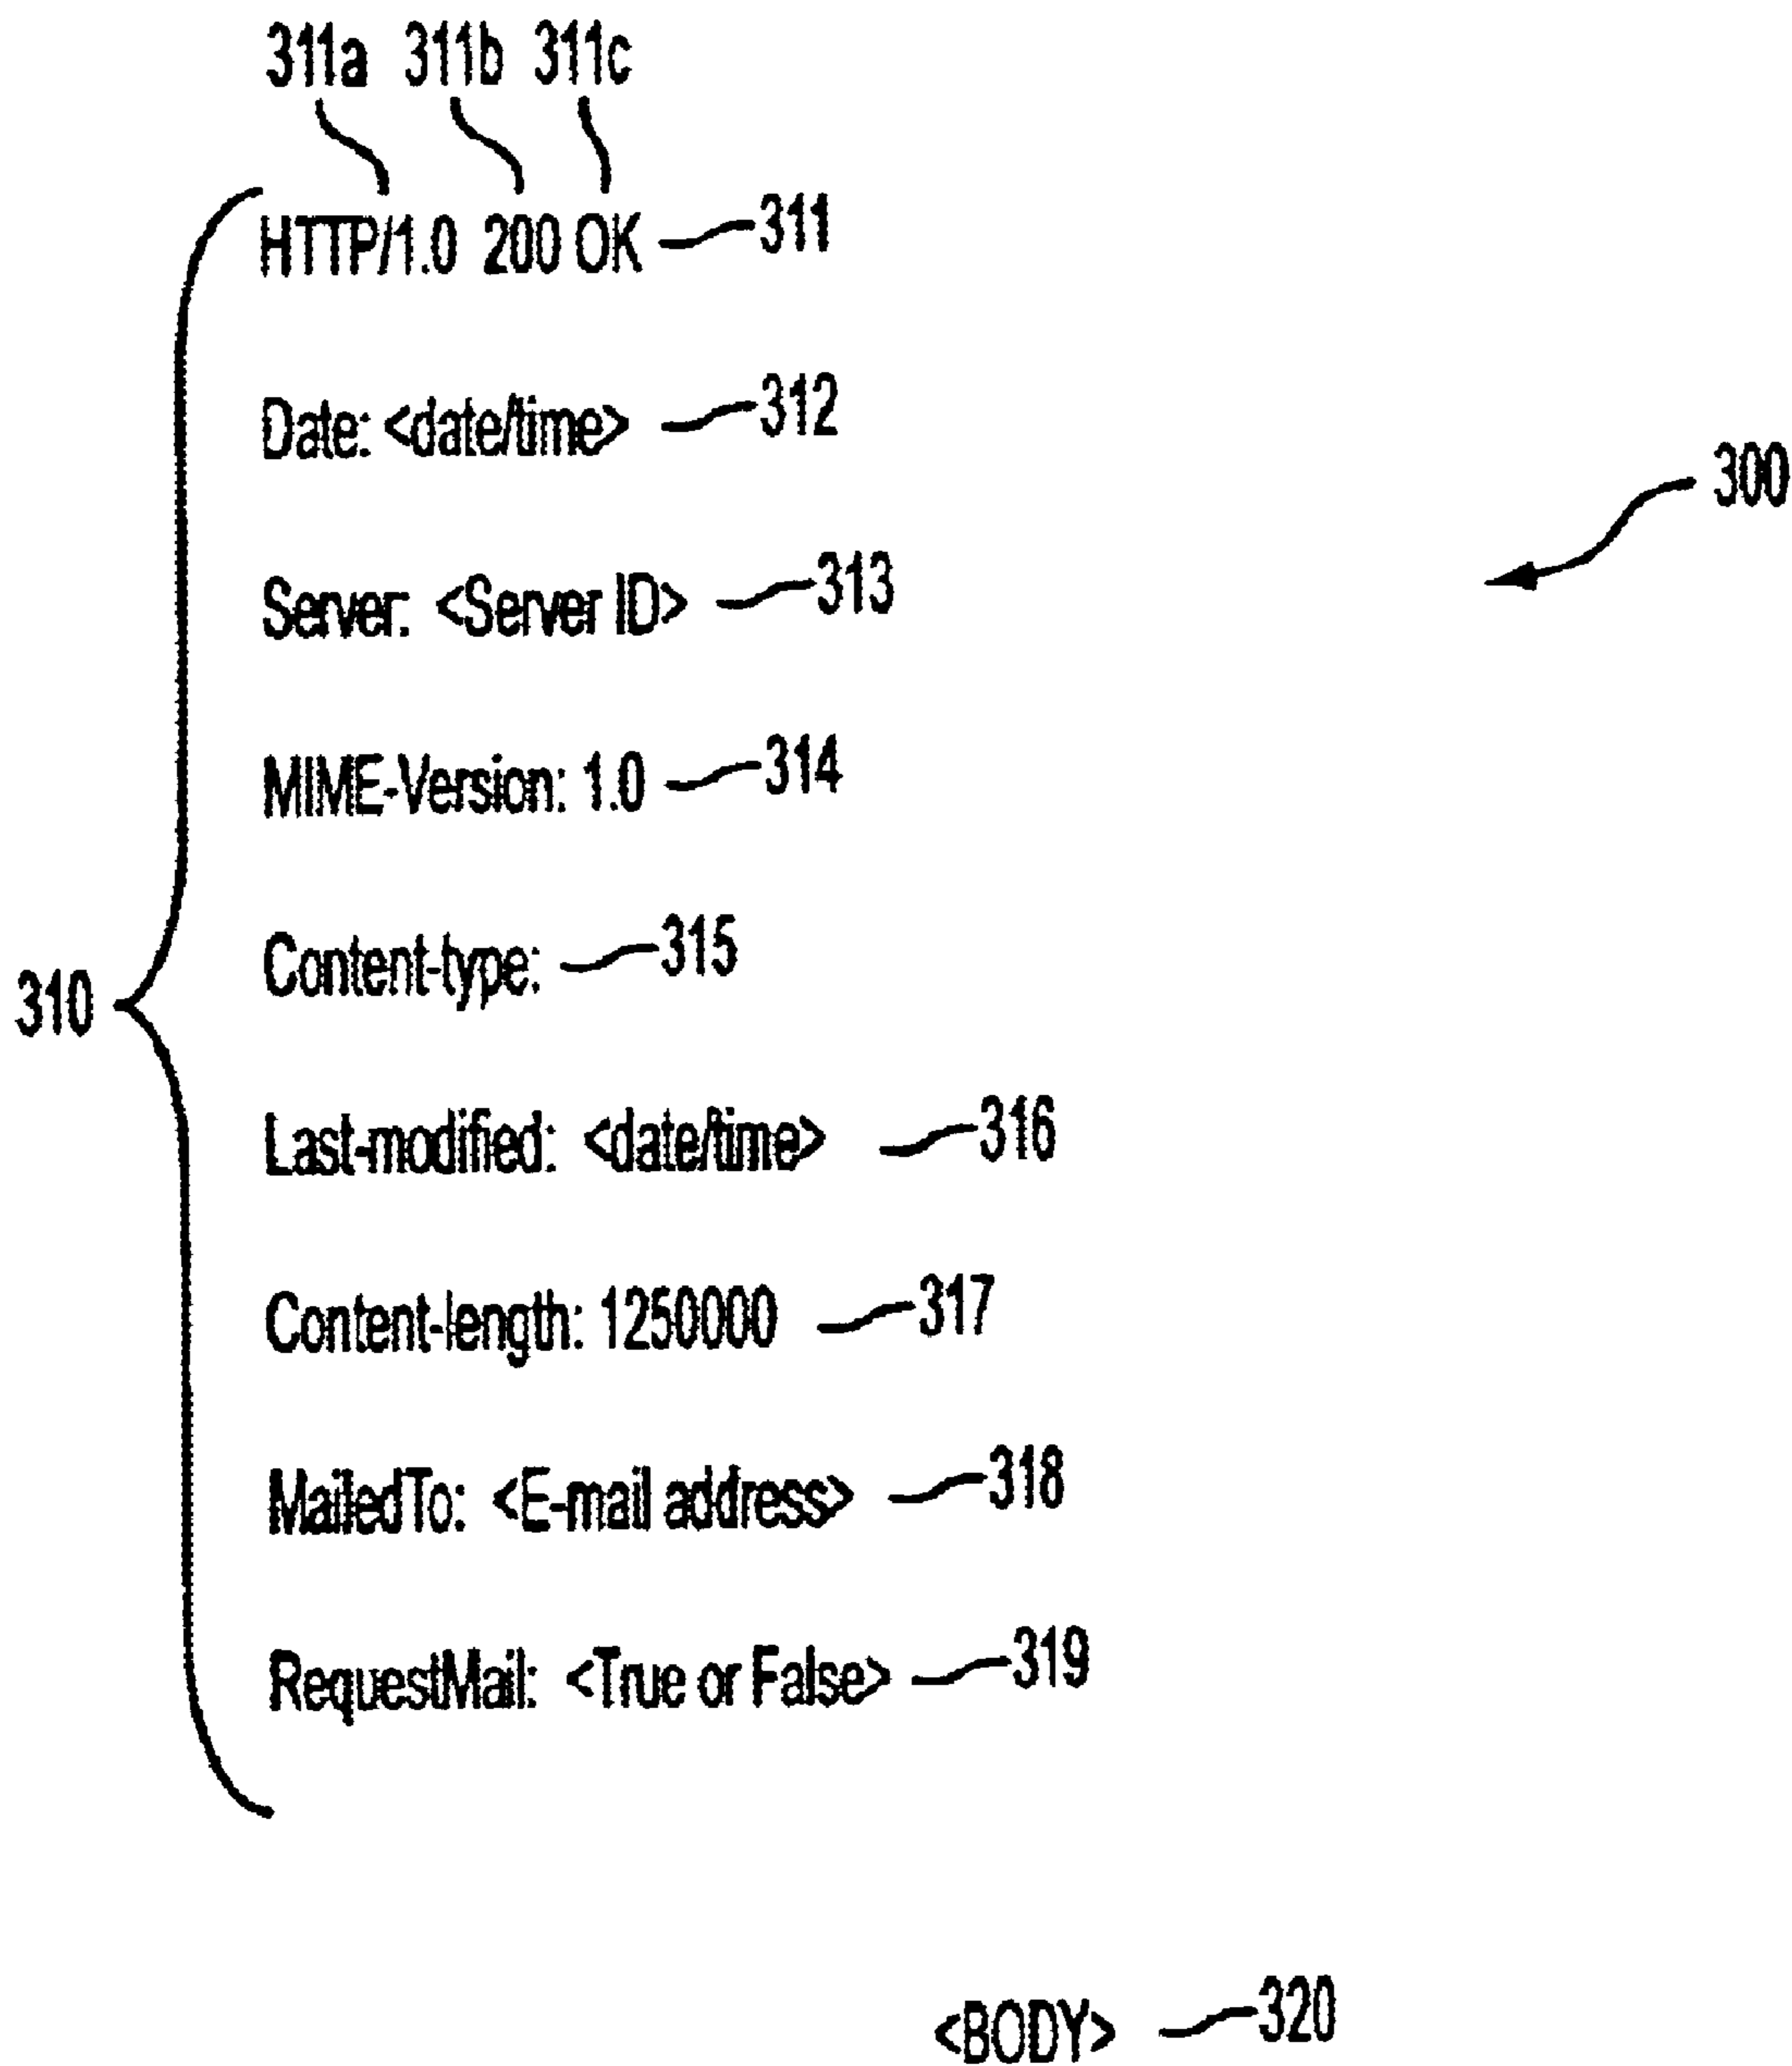 311a 311b 311c
HTTP/1.0 200 OK 311
Date: <date/time> 312
300
Server: <Server ID> 313
MIME-Version: 1.0 314
Content-type: 315
310
Last-modified: <date/time> 316
Content-length: 1250000 317
MailedTo: <E-mail address> 318
RequestMail: <True or False> 319
<BODY> 320